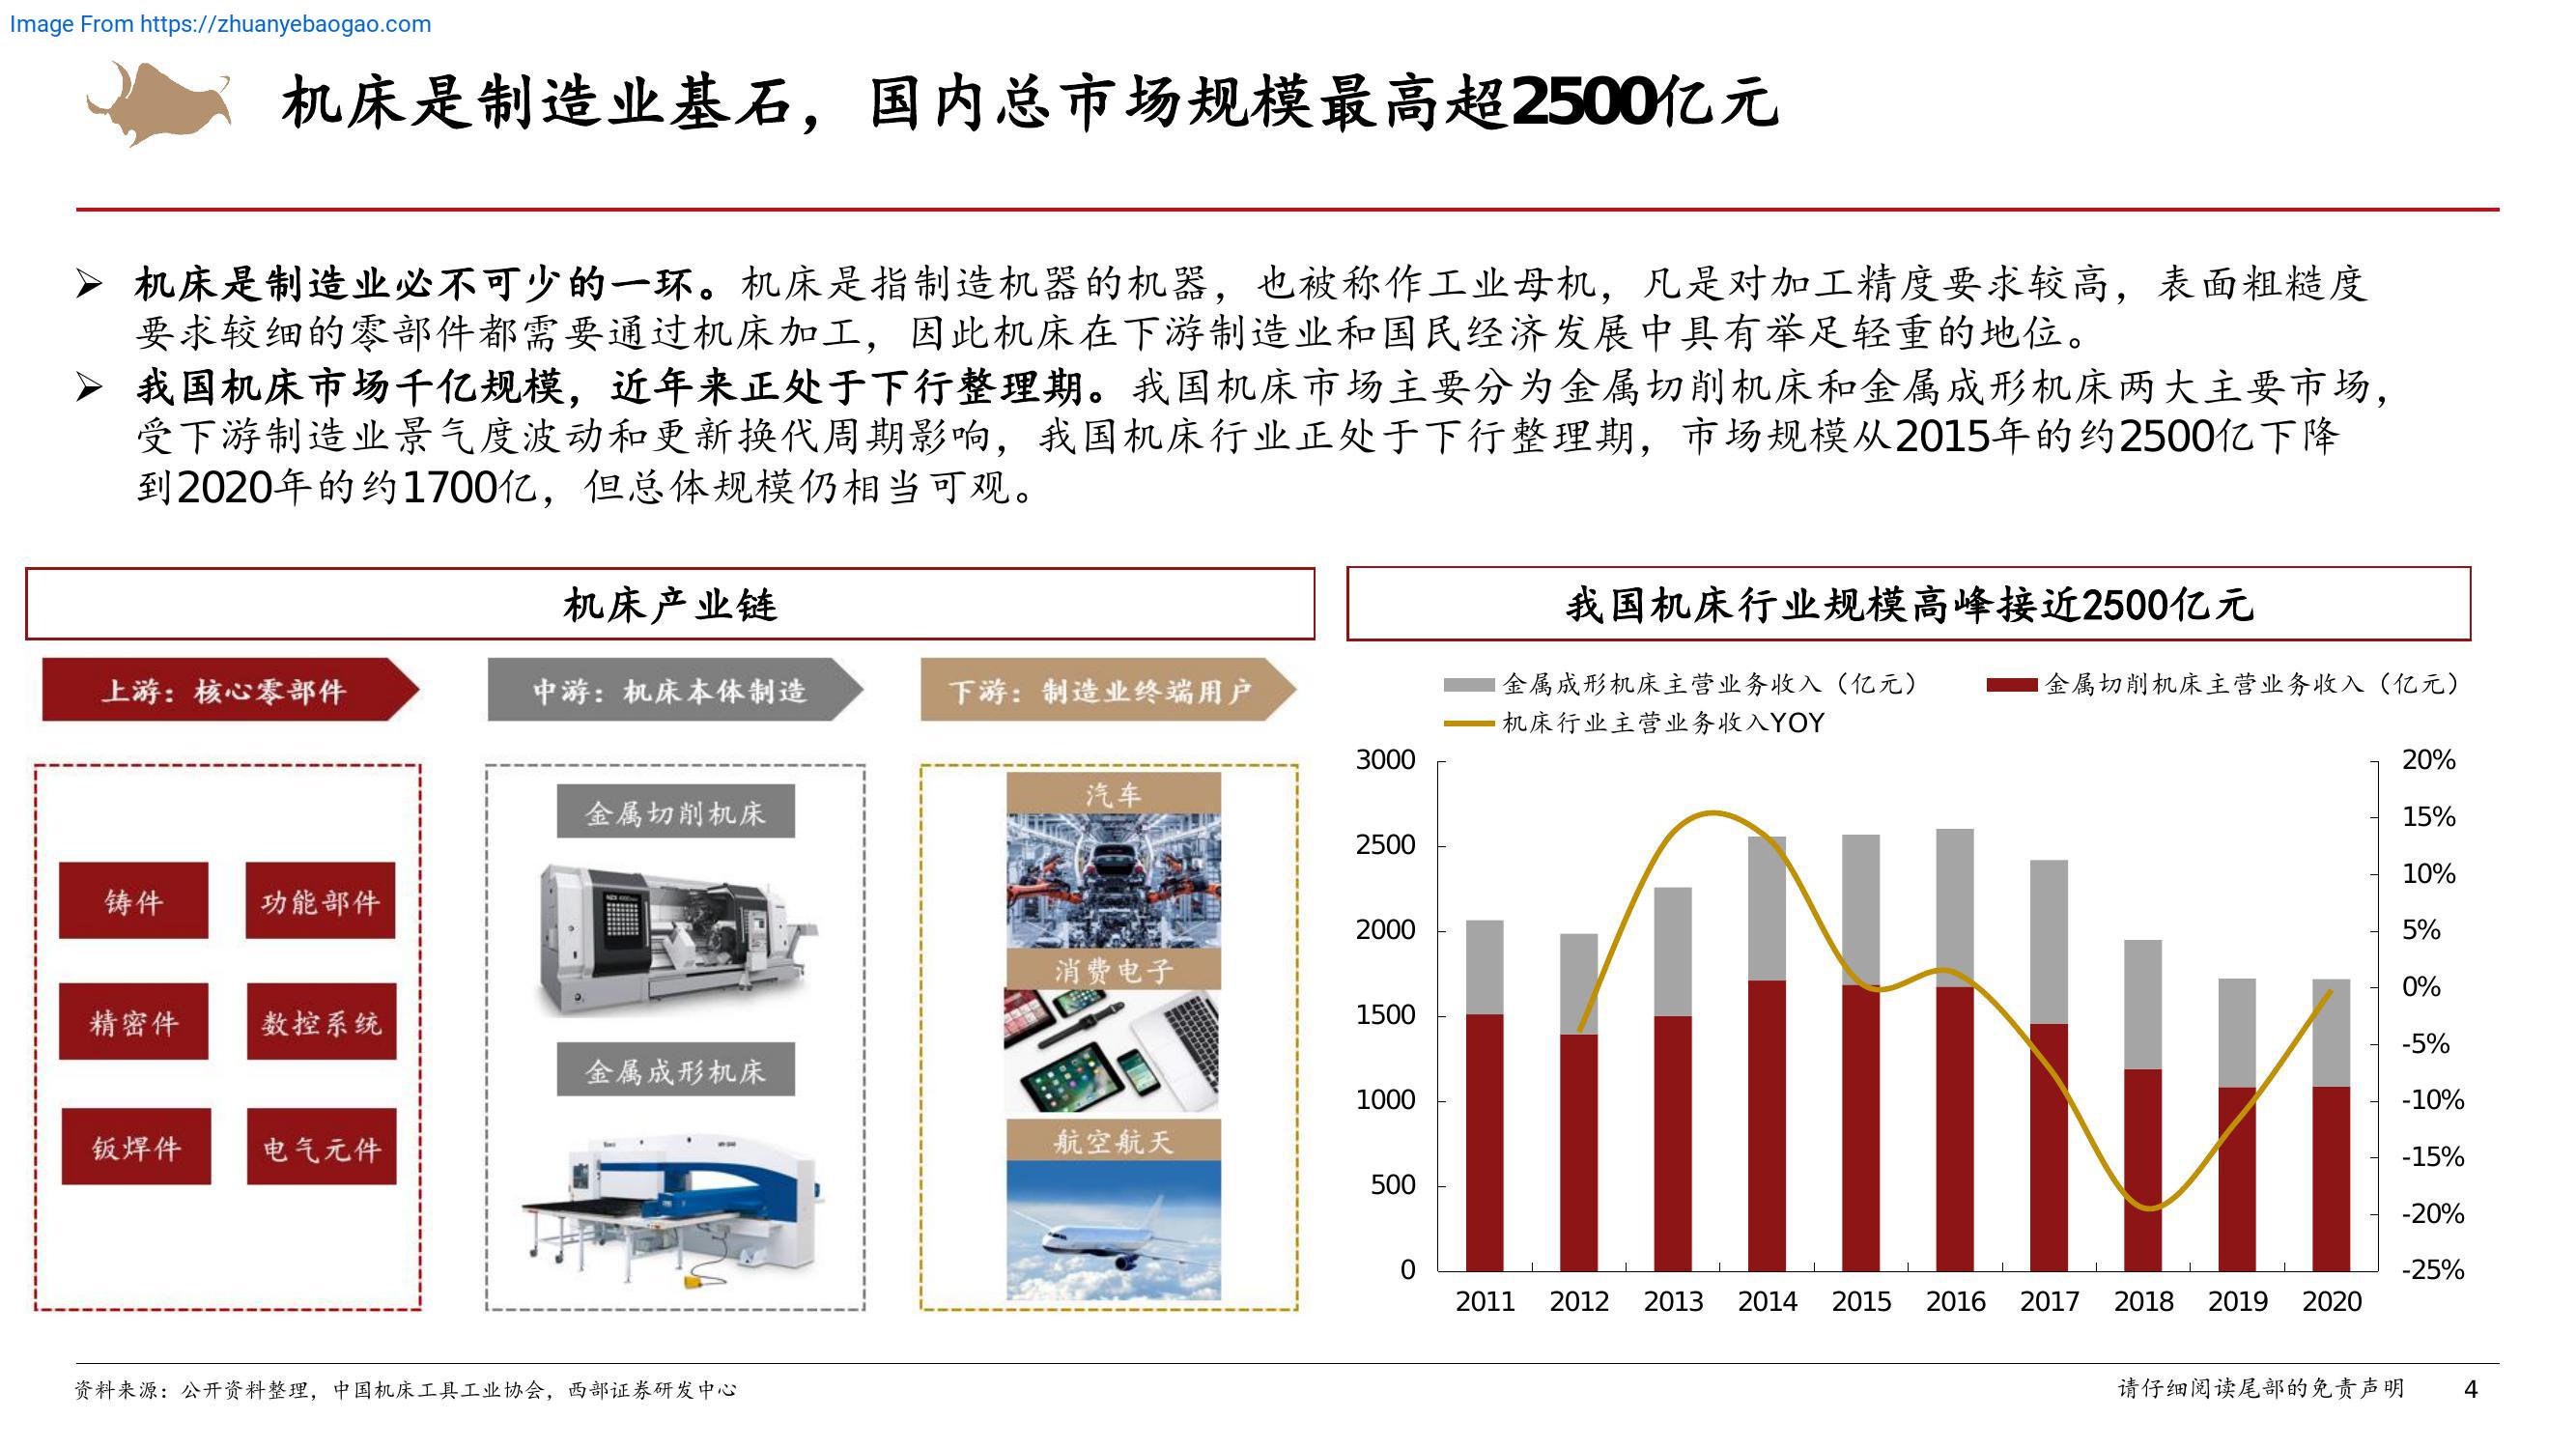 Image From https://zhuanyebaogao.com
机床是制造业基石，国内总市场规模最高超2500亿元
➢ 机床是制造业必不可少的一环。机床是指制造机器的机器，也被称作工业母机，凡是对加工精度要求较高，表面粗糙度
要求较细的零部件都需要通过机床加工，因此机床在下游制造业和国民经济发展中具有举足轻重的地位。
➢ 我国机床市场千亿规模，近年来正处于下行整理期。我国机床市场主要分为金属切削机床和金属成形机床两大主要市场，
受下游制造业景气度波动和更新换代周期影响，我国机床行业正处于下行整理期，市场规模从2015年的约2500亿下降
到2020年的约1700亿，但总体规模仍相当可观。
机床产业链
上游：核心零部件
中游：机床本体制造
下游：制造业终端用户
铸件
功能部件
精密件
数控系统
钣焊件
电气元件
金属切削机床
金属成形机床
汽车
消费电子
航空航天
我国机床行业规模高峰接近2500亿元
金属成形机床主营业务收入（亿元）
金属切削机床主营业务收入（亿元）
机床行业主营业务收入YOY
3000
2500
2000
1500
1000
500
0
20%
15%
10%
5%
0%
-5%
-10%
-15%
-20%
-25%
2011 2012 2013 2014 2015 2016 2017 2018 2019 2020
资料来源：公开资料整理，中国机床工具工业协会，西部证券研发中心
请仔细阅读尾部的免责声明
4